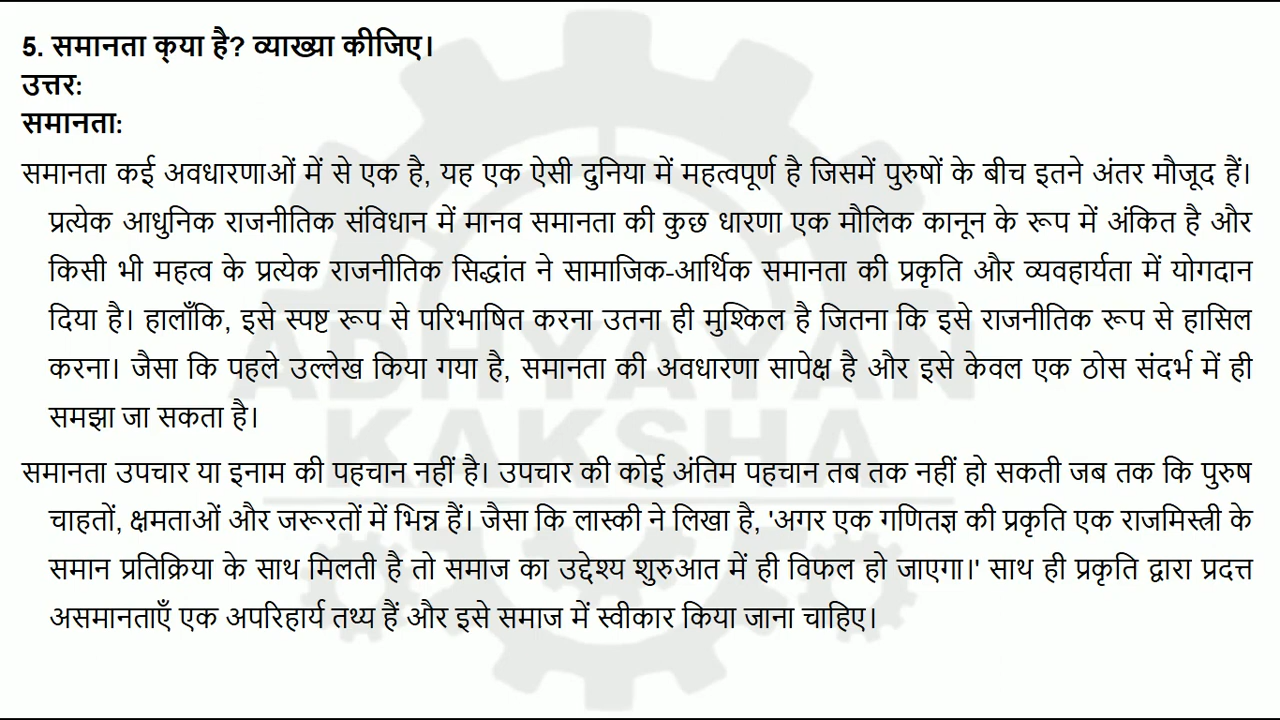 5. समानता क्या है? व्याख्या कीजिए।
उत्तर:
समानता:
समानता कई अवधारणाओं में से एक है, यह एक ऐसी दुनिया में महत्वपूर्ण है जिसमें पुरुषों के बीच इतने अंतर मौजूद हैं।
प्रत्येक आधुनिक राजनीतिक संविधान में मानव समानता की कुछ धारणा एक मौलिक कानून के रूप में अंकित है और
किसी भी महत्व के प्रत्येक राजनीतिक सिद्धांत ने सामाजिक-आर्थिक समानता की प्रकृति और व्यवहार्यता में योगदान
दिया है। हालाँकि, इसे स्पष्ट रूप से परिभाषित करना उतना ही मुश्किल है जितना कि इसे राजनीतिक रूप से हासिल
करना। जैसा कि पहले उल्लेख किया गया है, समानता की अवधारणा सापेक्ष है और इसे केवल एक ठोस संदर्भ में ही
समझा जा सकता है।
समानता उपचार या इनाम की पहचान नहीं है। उपचार की कोई अंतिम पहचान तब तक नहीं हो सकती जब तक कि पुरुष
चाहतों, क्षमताओं और जरूरतों में भिन्न हैं। जैसा कि लास्की ने लिखा है, 'अगर एक गणितज्ञ की प्रकृति एक राजमिस्त्री के
समान प्रतिक्रिया के साथ मिलती है तो समाज का उद्देश्य शुरुआत में ही विफल हो जाएगा।' साथ ही प्रकृति द्वारा प्रदत्त
असमानताएँ एक अपरिहार्य तथ्य हैं और इसे समाज में स्वीकार किया जाना चाहिए।
ADHYAYAN
KAKSHA